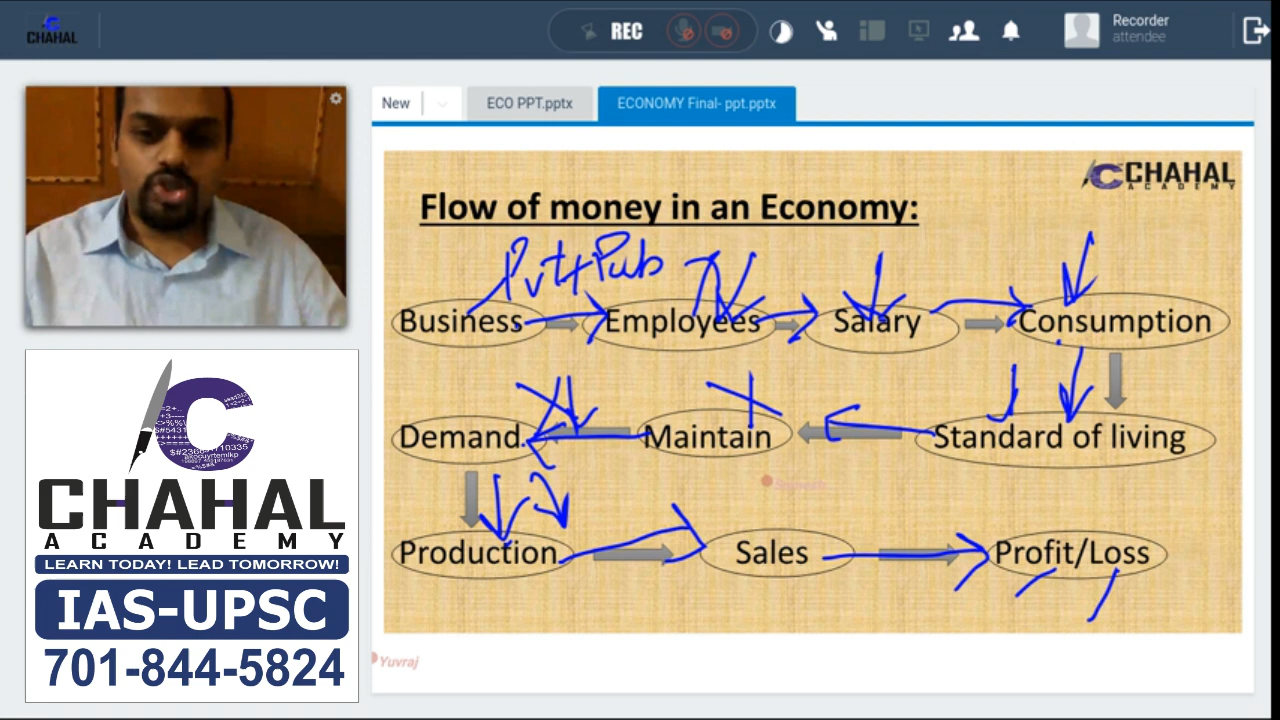 CHAHAL
REC
Recorder
attendee
New
ECO PPT.pptx
ECONOMY Final- ppt.pptx
CHAHAL
ACADEMY
Flow of money in an Economy:
Pvt+Pub
Business
Employees
Salary
Consumption
Demand
Maintain
Standard of living
Production
Sales
Profit/Loss
Yuvraj
CHAHAL
ACADEMY
LEARN TODAY! LEAD TOMORROW!
IAS-UPSC
701-844-5824